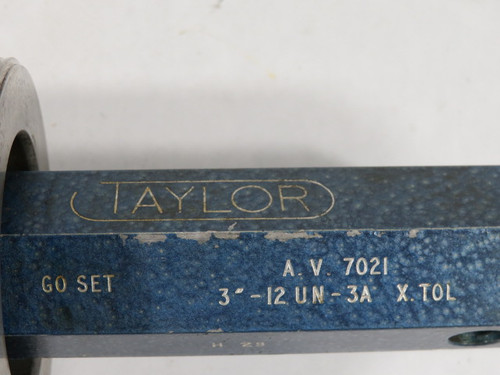 TAYLOR
A. V. 7021
GO SET 3"-12 UN-3A X. TOL